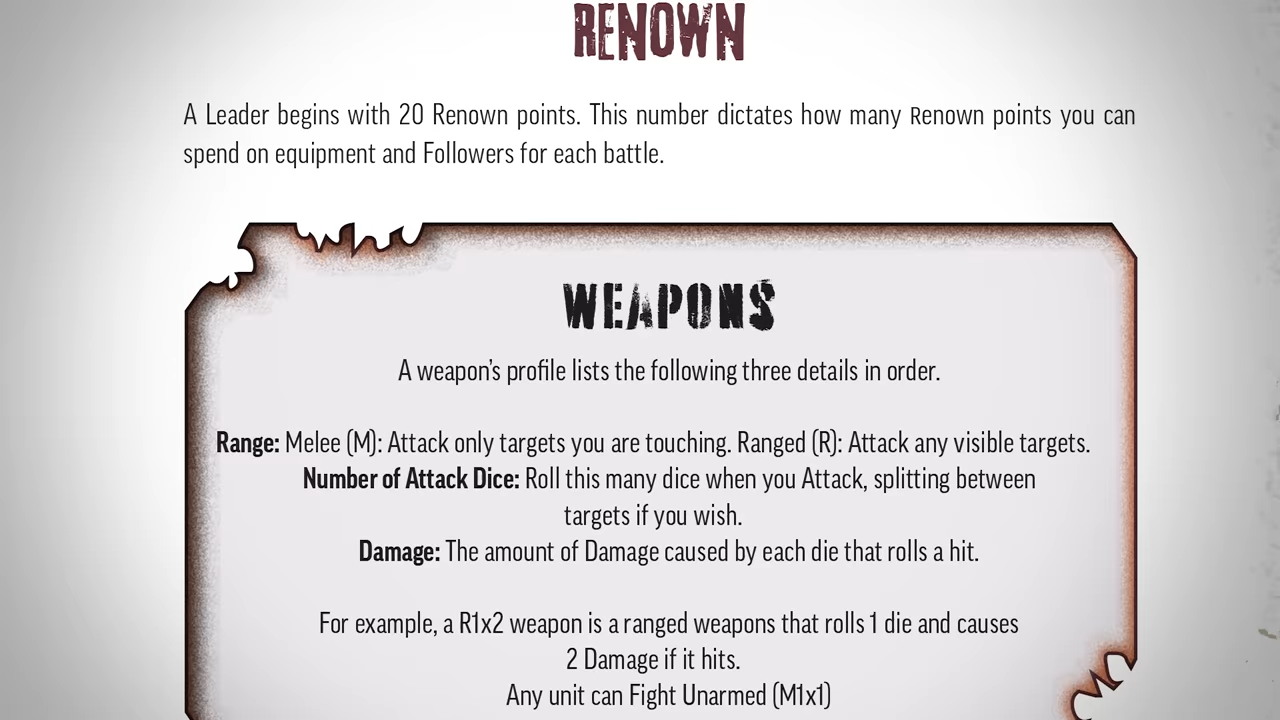 RENOWN
A Leader begins with 20 Renown points. This number dictates how many Renown points you can
spend on equipment and Followers for each battle.
WEAPONS
A weapon’s profile lists the following three details in order.
Range: Melee (M): Attack only targets you are touching. Ranged (R): Attack any visible targets.
Number of Attack Dice: Roll this many dice when you Attack, splitting between
targets if you wish.
Damage: The amount of Damage caused by each die that rolls a hit.
For example, a R1x2 weapon is a ranged weapons that rolls 1 die and causes
2 Damage if it hits.
Any unit can Fight Unarmed (M1x1)